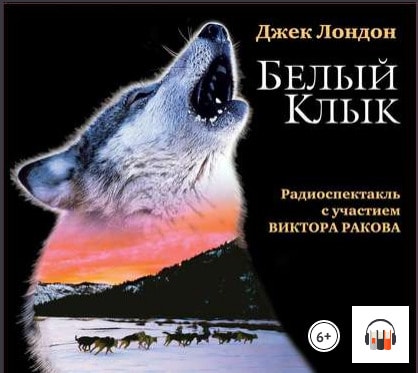 Джек Лондон
БЕЛЫЙ
КЛЫК
Радиоспектакль
с участием
ВИКТОРА РАКОВА
6+